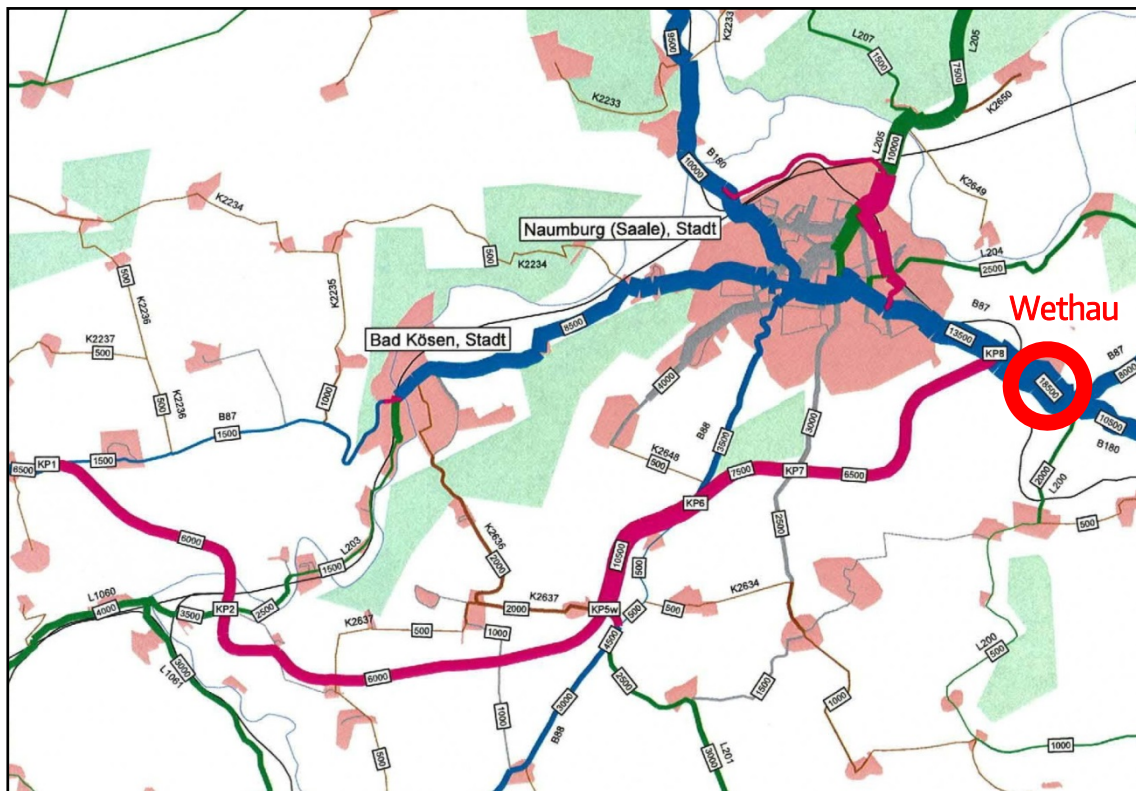 9500
K2233
K2233
L207
1500
L205
7500
K2650
L205
10000
B180
10000
K2649
K2234
Naumburg (Saale), Stadt
500
K2234
L204
2500
500
K2236
K2235
B87
Wethau
8500
13500
KP8
B87
8000
K2237
500
Bad Kösen, Stadt
18500
500
K2236
1000
4000
10500
B180
B87
1500
B88
3500
3000
K2648
500
6500
KP1
1500
7500
KP7
6500
2000
L200
KP6
500
K2636
2000
2500
6000
10500
L203
1500
500
K2634
L1060
4000
3500
KP2
2500
K2637
2000
KP5w
500
500
K2637
500
1000
4500
L200
500
3000
L1061
6000
2500
1500
3000
B88
1000
1000
500
L201
3000
1000